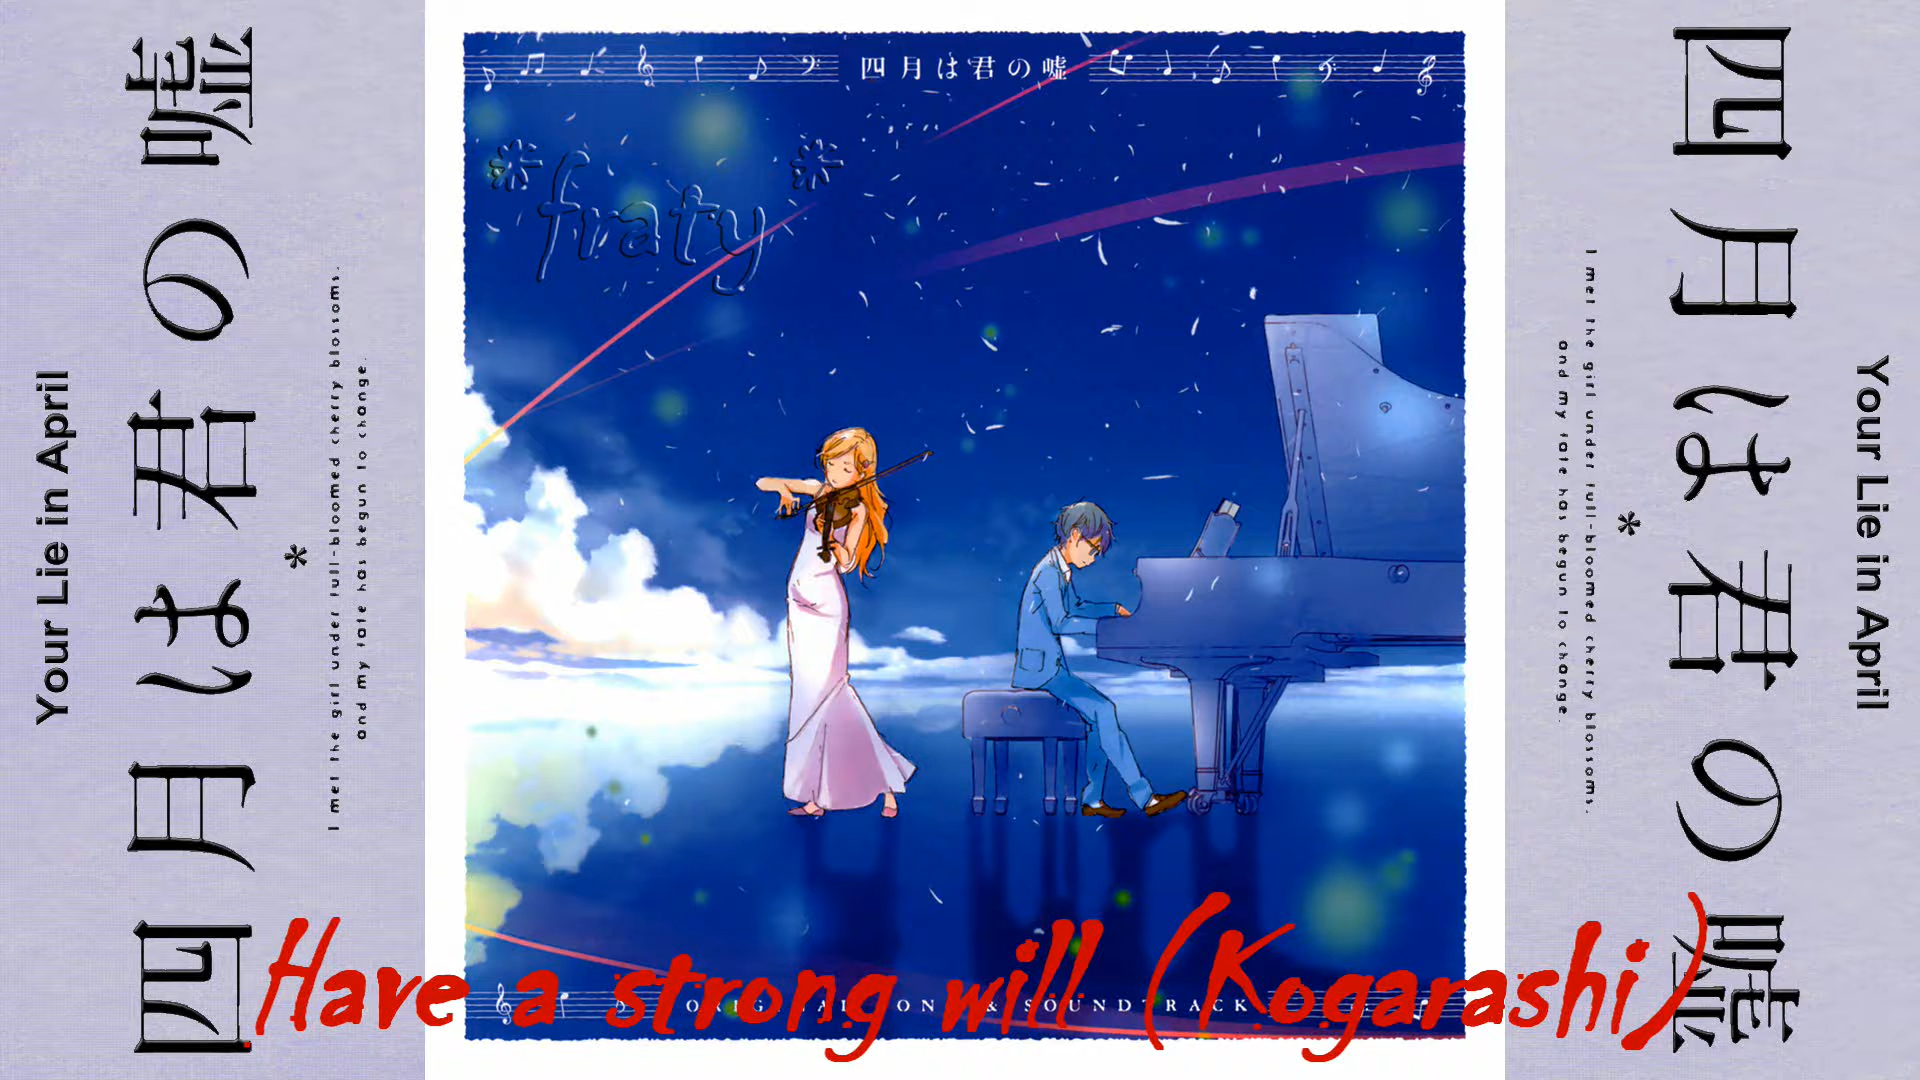 四月は君の嘘
Your Lie in April
I met the girl under full-bloomed cherry blossoms,
and my fate has begun to change.
*
四月は君の嘘
*fraty*
ORIGINAL SONG & SOUNDTRACK
Have a strong will (Kogarashi)
四月は君の嘘
Your Lie in April
I met the girl under full-bloomed cherry blossoms,
and my fate has begun to change.
*